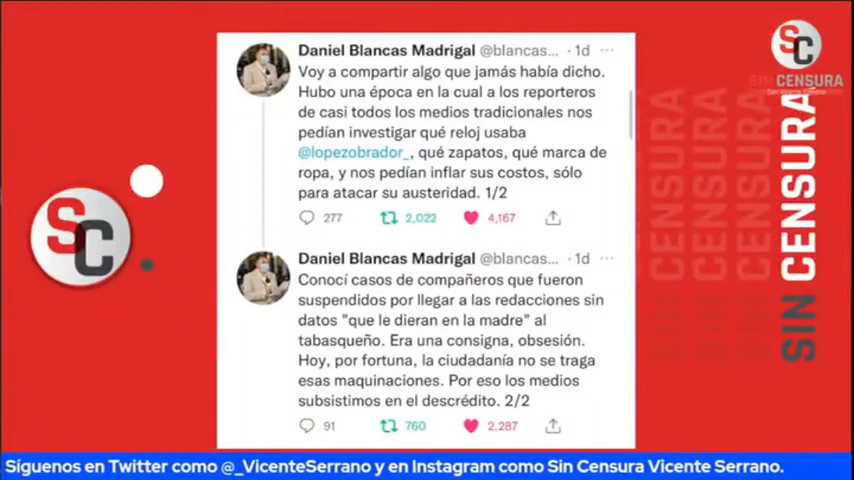 Daniel Blancas Madrigal @blancas... · 1d ···
Voy a compartir algo que jamás había dicho.
Hubo una época en la cual a los reporteros
de casi todos los medios tradicionales nos
pedían investigar qué reloj usaba
@lopezobrador_, qué zapatos, qué marca de
ropa, y nos pedían inflar sus costos, sólo
para atacar su austeridad. 1/2
277 2,022 4,167
Daniel Blancas Madrigal @blancas... · 1d ···
Conocí casos de compañeros que fueron
suspendidos por llegar a las redacciones sin
datos "que le dieran en la madre" al
tabasqueño. Era una consigna, obsesión.
Hoy, por fortuna, la ciudadanía no se traga
esas maquinaciones. Por eso los medios
subsistimos en el descrédito. 2/2
91 760 2,287
SC
SC
SIN CENSURA
Con Vicente Serrano
SIN CENSURA
CENSURA
CENSURA
CENSURA
Síguenos en Twitter como @_VicenteSerrano y en Instagram como Sin Censura Vicente Serrano.